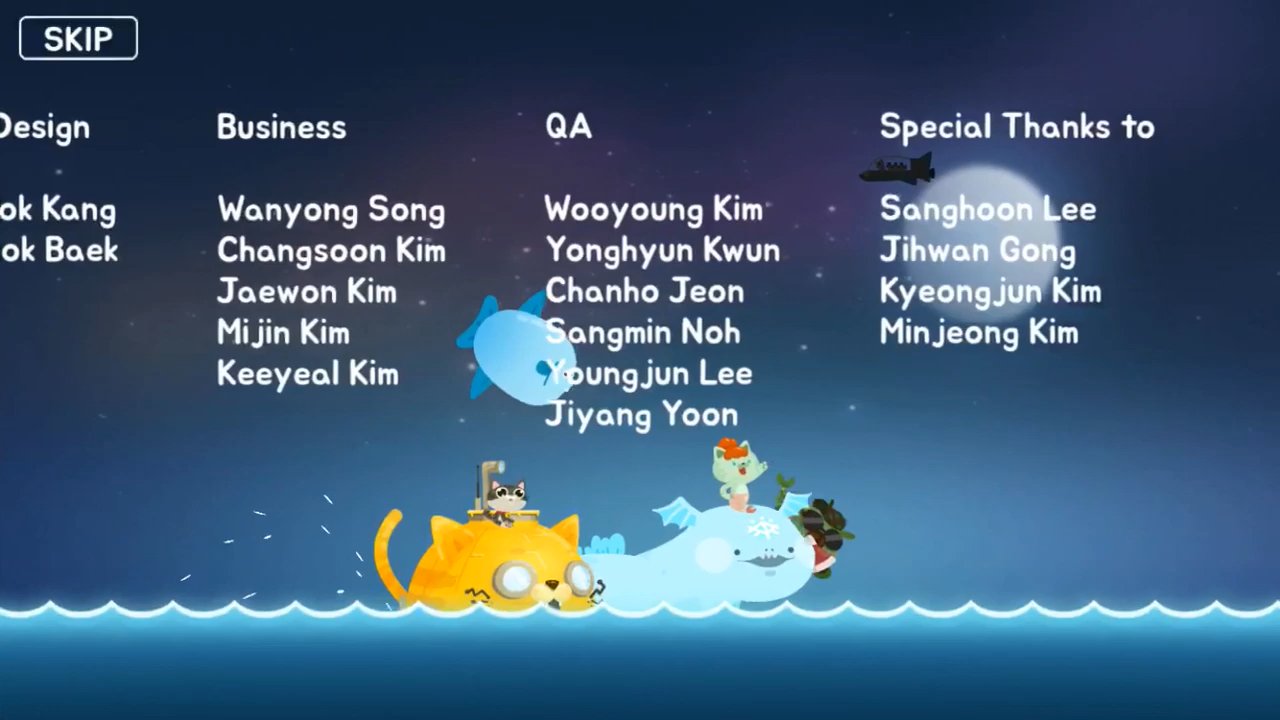 SKIP
Design
ok Kang
ok Baek
Business
Wanyong Song
Changsoon Kim
Jaewon Kim
Mijin Kim
Keeyeal Kim
QA
Wooyoung Kim
Yonghyun Kwun
Chanho Jeon
Sangmin Noh
Youngjun Lee
Jiyang Yoon
Special Thanks to
Sanghoon Lee
Jihwan Gong
Kyeongjun Kim
Minjeong Kim